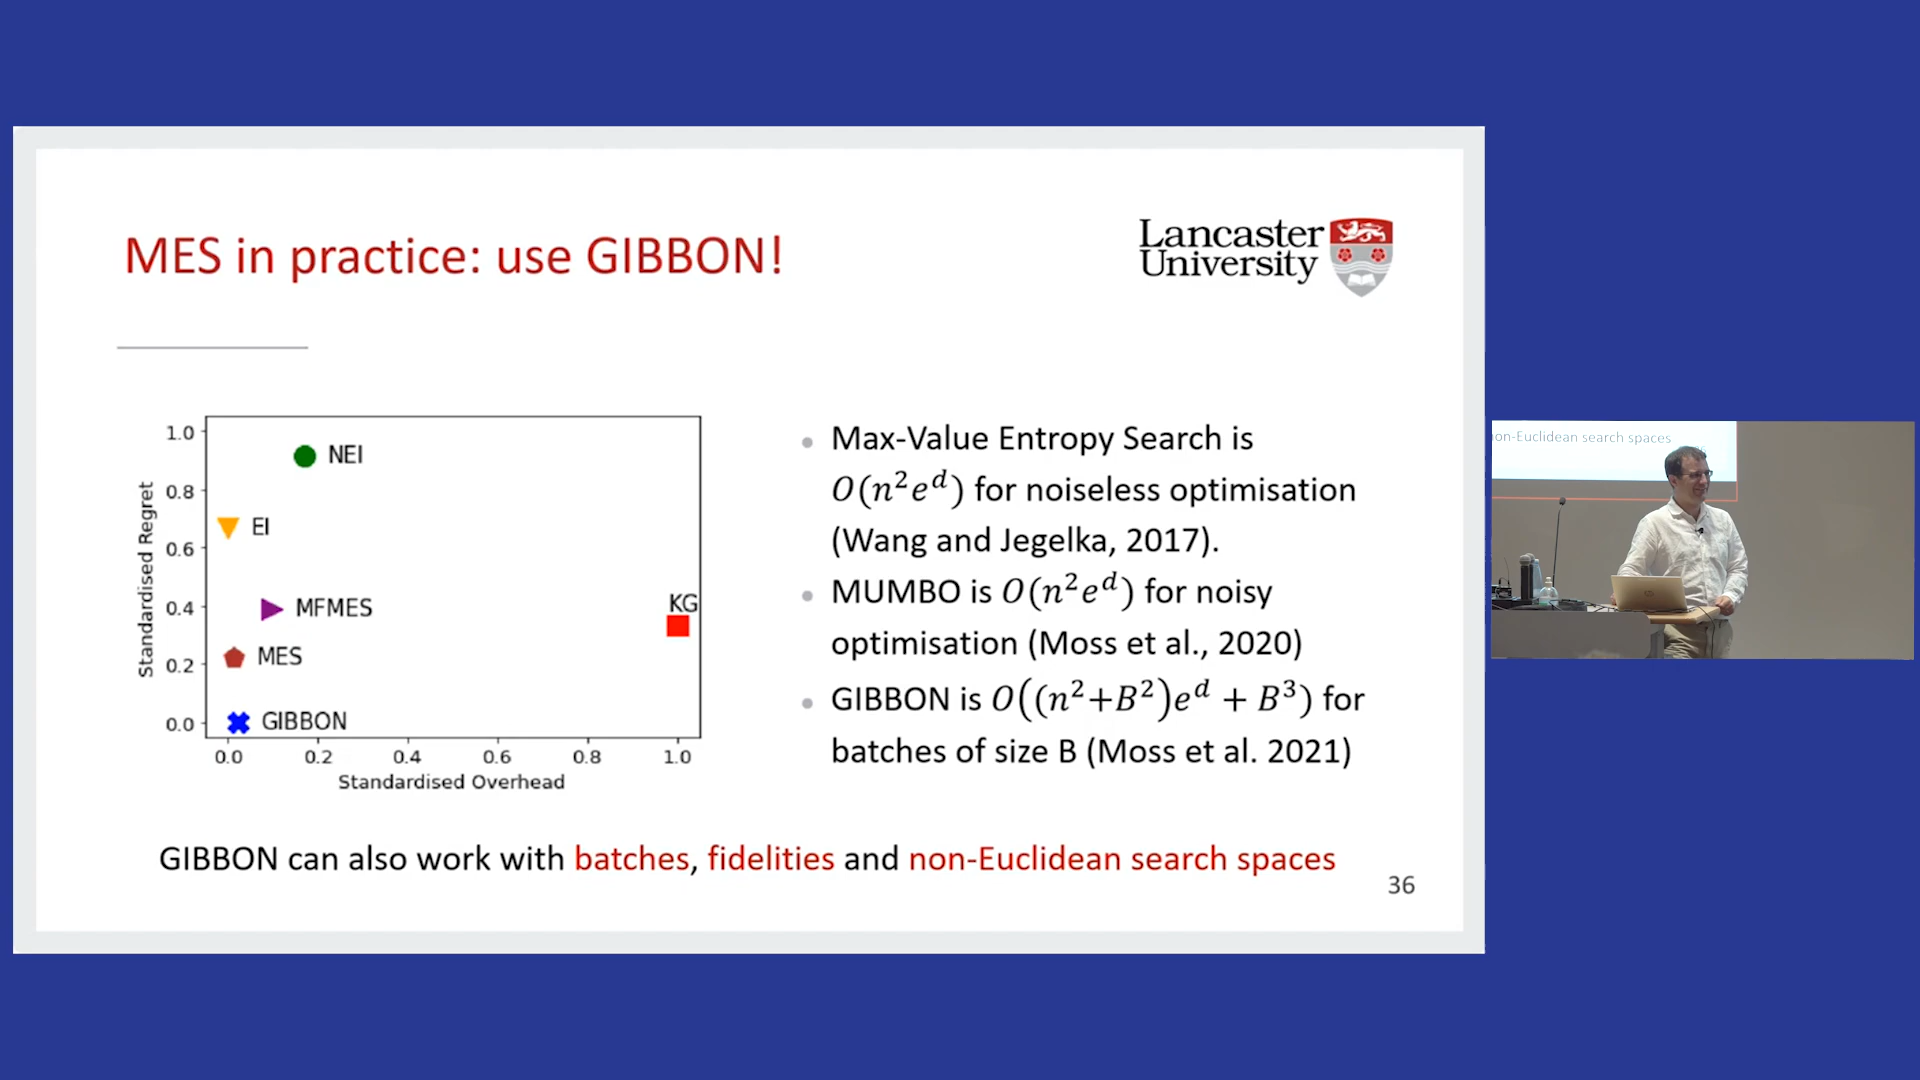 MES in practice: use GIBBON!
Lancaster
University
1.0
0.8
0.6
0.4
0.2
0.0
Standardised Regret
NEI
EI
MFMES
KG
MES
GIBBON
0.0 0.2 0.4 0.6 0.8 1.0
Standardised Overhead
• Max-Value Entropy Search is
O(n²eᵈ) for noiseless optimisation
(Wang and Jegelka, 2017).
• MUMBO is O(n²eᵈ) for noisy
optimisation (Moss et al., 2020)
• GIBBON is O((n²+B²)eᵈ + B³) for
batches of size B (Moss et al. 2021)
GIBBON can also work with batches, fidelities and non-Euclidean search spaces
36
non-Euclidean search spaces